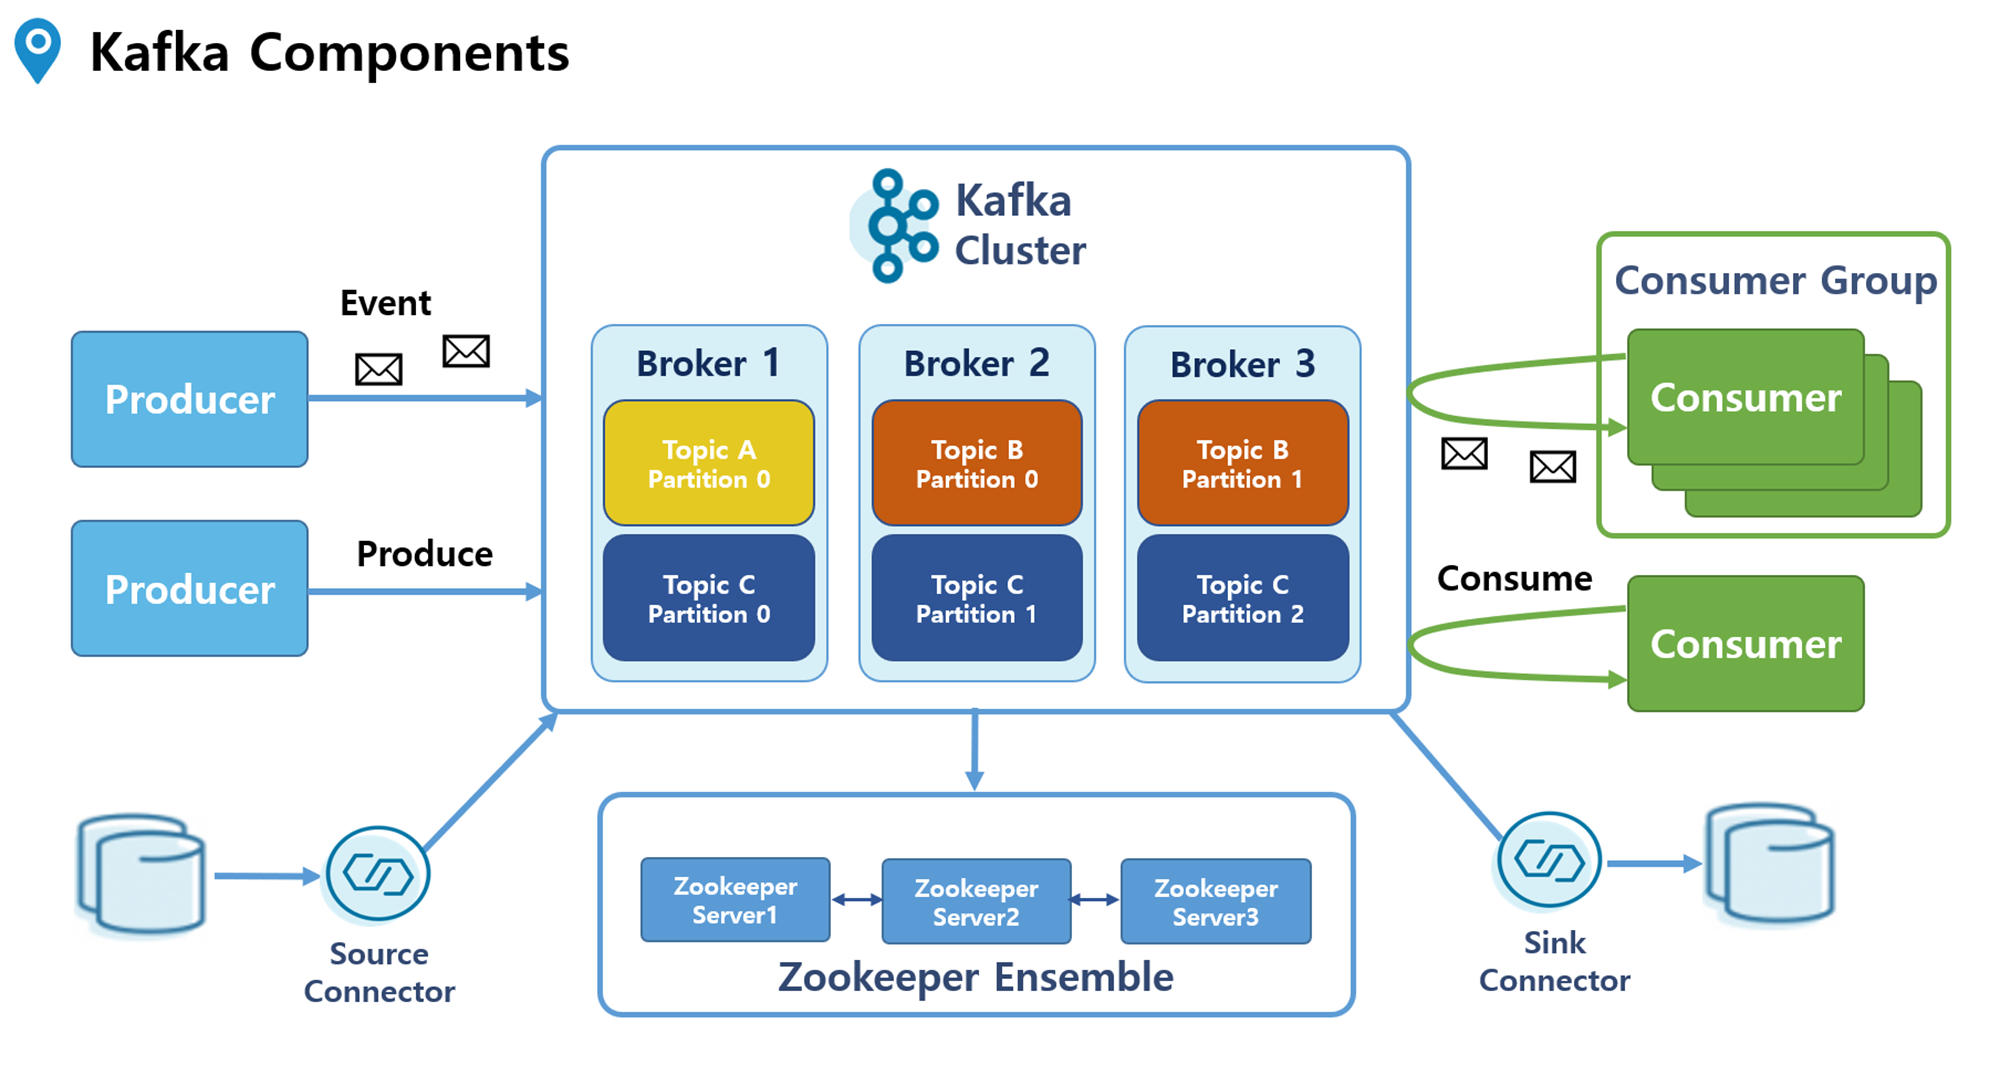 Kafka Components
Kafka
Cluster
Event
Producer
Produce
Producer
Broker 1
Topic A
Partition 0
Topic C
Partition 0
Broker 2
Topic B
Partition 0
Topic C
Partition 1
Broker 3
Topic B
Partition 1
Topic C
Partition 2
Consumer Group
Consumer
Consume
Consumer
Source
Connector
Zookeeper
Server1
Zookeeper
Server2
Zookeeper
Server3
Zookeeper Ensemble
Sink
Connector